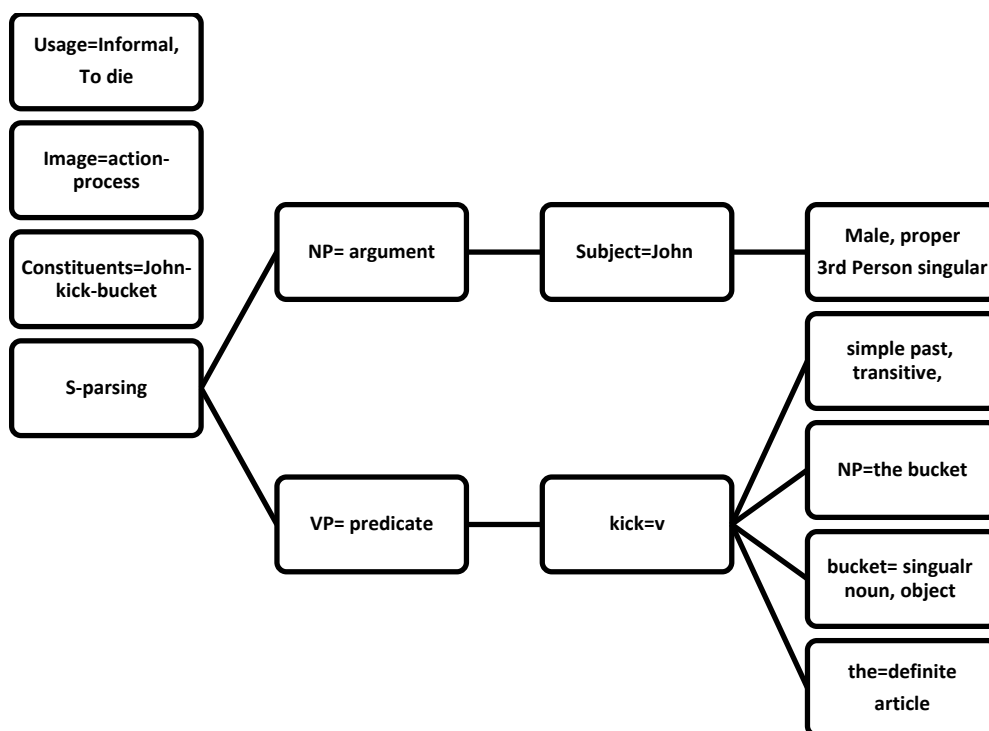 Usage=Informal,
To die
Image=action-
process
Constituents=John-
kick-bucket
S-parsing
NP= argument
VP= predicate
Subject=John
kick=v
Male, proper
3rd Person singular
simple past,
transitive,
NP=the bucket
bucket= singualr
noun, object
the=definite
article